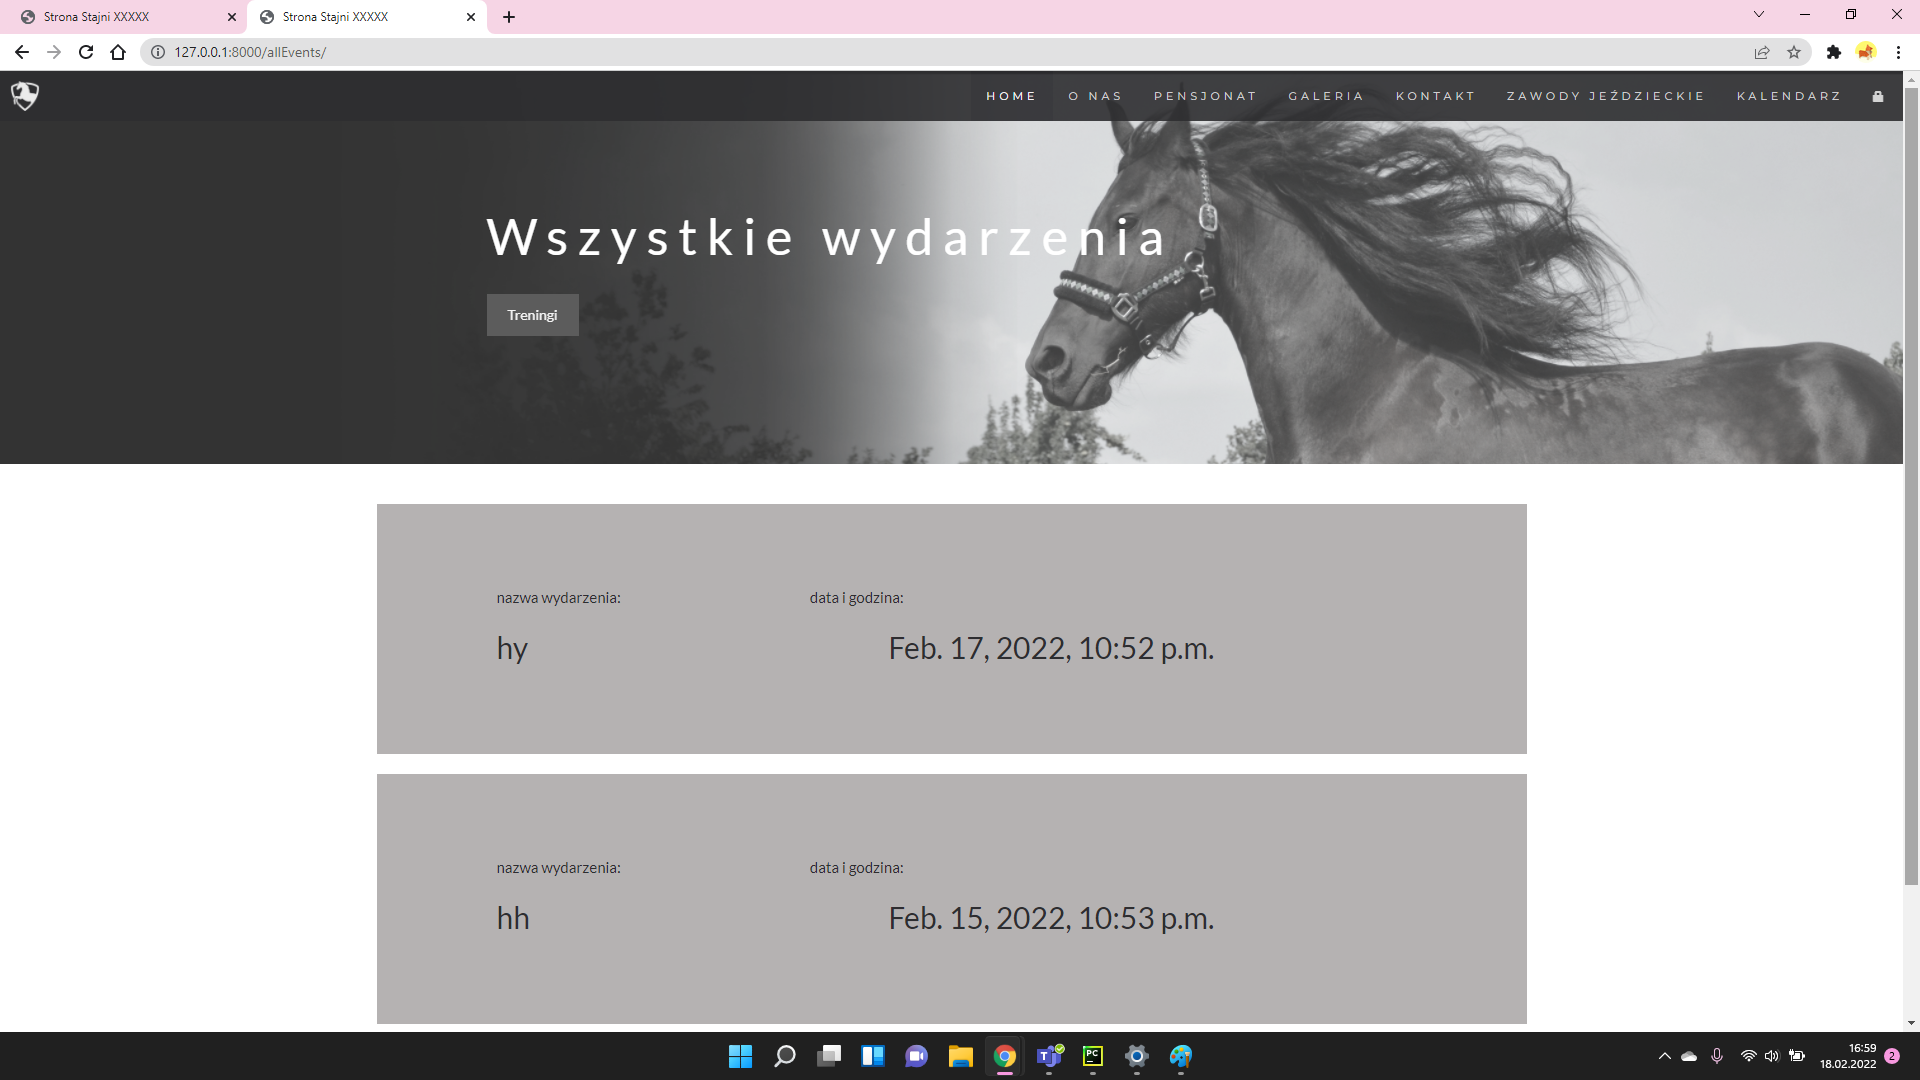 Strona Stajni XXXXX
Strona Stajni XXXXX
127.0.0.1:8000/allEvents/
HOME
O NAS
PENSJONAT
GALERIA
KONTAKT
ZAWODY JEŹDZIECKIE
KALENDARZ
Wszystkie wydarzenia
Treningi
nazwa wydarzenia:
data i godzina:
hy
Feb. 17, 2022, 10:52 p.m.
nazwa wydarzenia:
data i godzina:
hh
Feb. 15, 2022, 10:53 p.m.
PC
16:59
18.02.2022
2